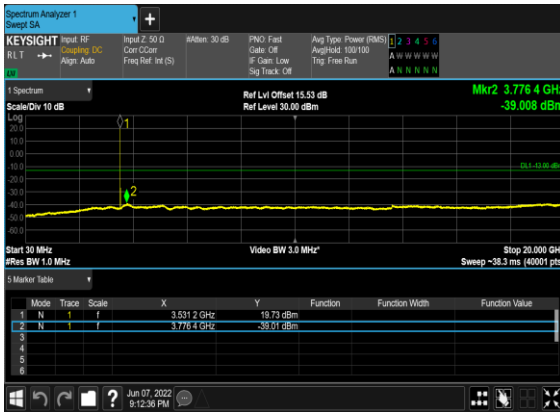 Spectrum Analyzer 1
Swept SA
+
KEYSIGHT
R L T
Input: RF
Coupling: DC
Align: Auto
Input Z: 50 Ω
Corr CCorr
Freq Ref: Int (S)
#Atten: 30 dB
PNO: Fast
Gate: Off
IF Gain: Low
Sig Track: Off
Avg Type: Power (RMS)
Avg|Hold: 100/100
Trig: Free Run
1 2 3 4 5 6
A W W W W W
A N N N N N
1 Spectrum
Scale/Div 10 dB
Ref Lvl Offset 15.53 dB
Ref Level 30.00 dBm
Mkr2 3.776 4 GHz
-39.008 dBm
Log
20.0
10.0
0.00
-10.0
-20.0
-30.0
-40.0
-50.0
-60.0
1
2
DL1 -13.00 dBm
Start 30 MHz
#Res BW 1.0 MHz
Video BW 3.0 MHz*
Stop 20.000 GHz
Sweep ~38.3 ms (40001 pts)
5 Marker Table
Mode Trace Scale X Y Function Function Width Function Value
1 N 1 f 3.531 2 GHz 19.73 dBm
2 N 1 f 3.776 4 GHz -39.01 dBm
3
4
5
6
?
Jun 07, 2022
9:12:36 PM